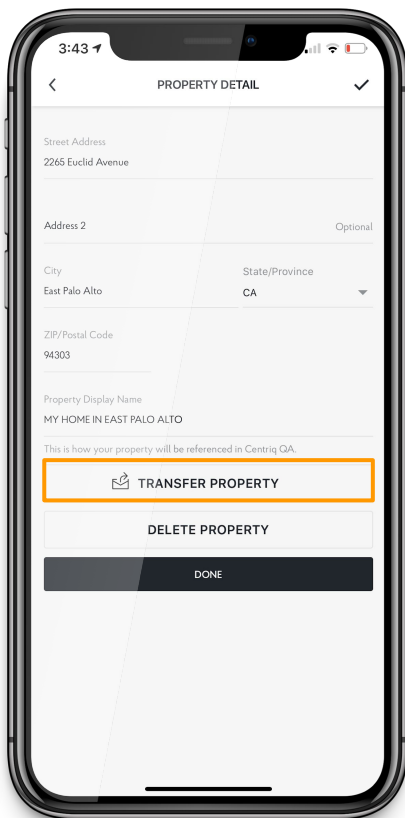 3:43
PROPERTY DETAIL
Street Address
2265 Euclid Avenue
Address 2 Optional
City State/Province
East Palo Alto CA
ZIP/Postal Code
94303
Property Display Name
MY HOME IN EAST PALO ALTO
This is how your property will be referenced in Centriq QA.
TRANSFER PROPERTY
DELETE PROPERTY
DONE